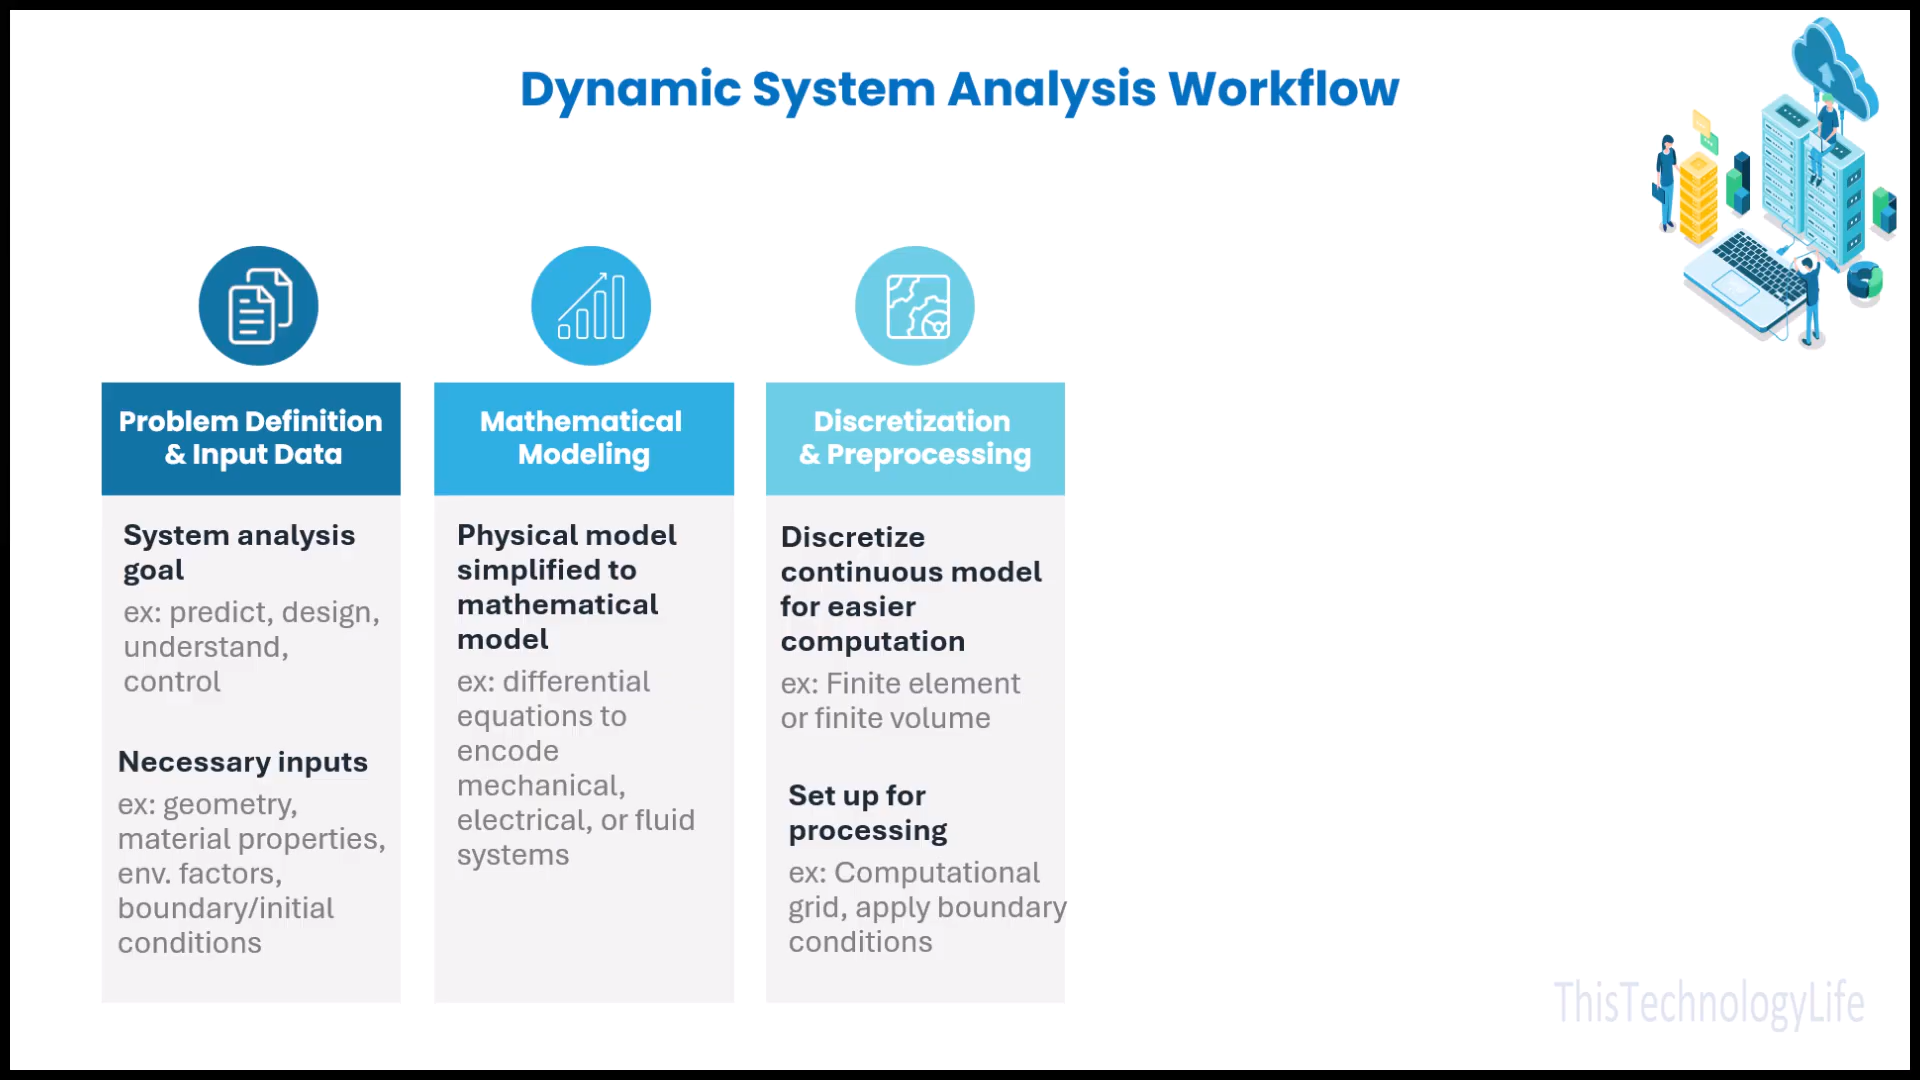 Dynamic System Analysis Workflow
Problem Definition
& Input Data
System analysis
goal
ex: predict, design,
understand,
control
Necessary inputs
ex: geometry,
material properties,
env. factors,
boundary/initial
conditions
Mathematical
Modeling
Physical model
simplified to
mathematical
model
ex: differential
equations to
encode
mechanical,
electrical, or fluid
systems
Discretization
& Preprocessing
Discretize
continuous model
for easier
computation
ex: Finite element
or finite volume
Set up for
processing
ex: Computational
grid, apply boundary
conditions
ThisTechnologyLife